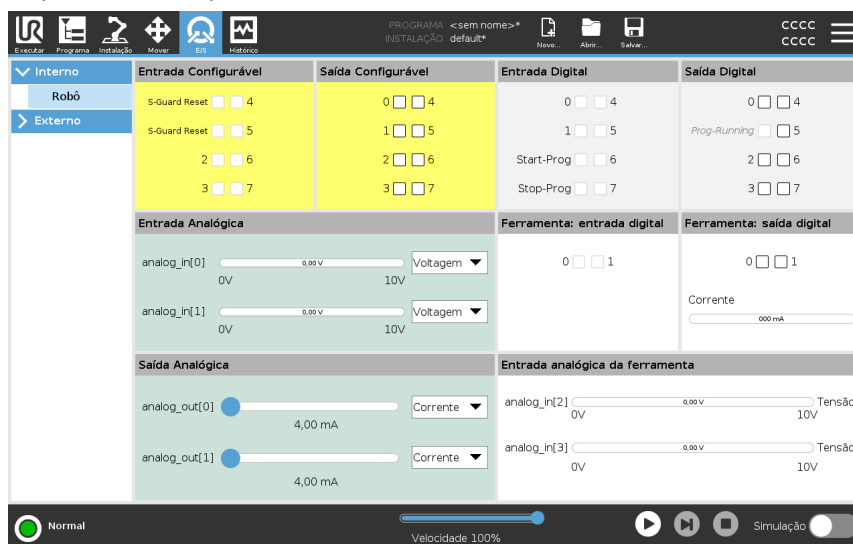 UR
PROGRAMA <sem nome>*
INSTALAÇÃO default*
CCCC
CCCC
Executar Programa Instalação Mover E/S Histórico Novo... Abrir... Salvar...
Interno
Robô
Externo
Entrada Configurável
S-Guard Reset 4
S-Guard Reset 5
2 6
3 7
Saída Configurável
0 4
1 5
2 6
3 7
Entrada Digital
0 4
1 5
Start-Prog 6
Stop-Prog 7
Saída Digital
0 4
Prog-Running 5
2 6
3 7
Entrada Analógica
analog_in[0] 0,00 V Voltagem
0V 10V
analog_in[1] 0,00 V Voltagem
0V 10V
Ferramenta: entrada digital
0 1
Ferramenta: saída digital
0 1
Corrente
000 mA
Saída Analógica
analog_out[0] Corrente
4,00 mA
analog_out[1] Corrente
4,00 mA
Entrada analógica da ferramenta
analog_in[2] 0,00 V Tensão
0V 10V
analog_in[3] 0,00 V Tensão
0V 10V
Normal
Velocidade 100%
Simulação